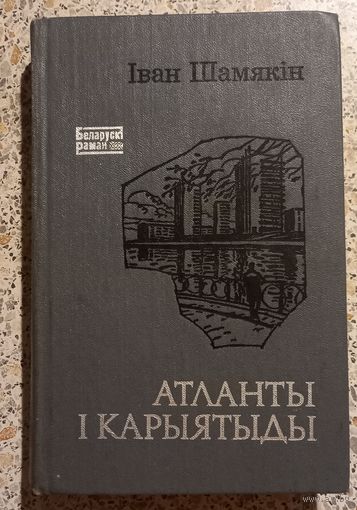 Іван Шамякін
Беларускі
раман
АТЛАНТЫ
І КАРЫЯТЫДЫ